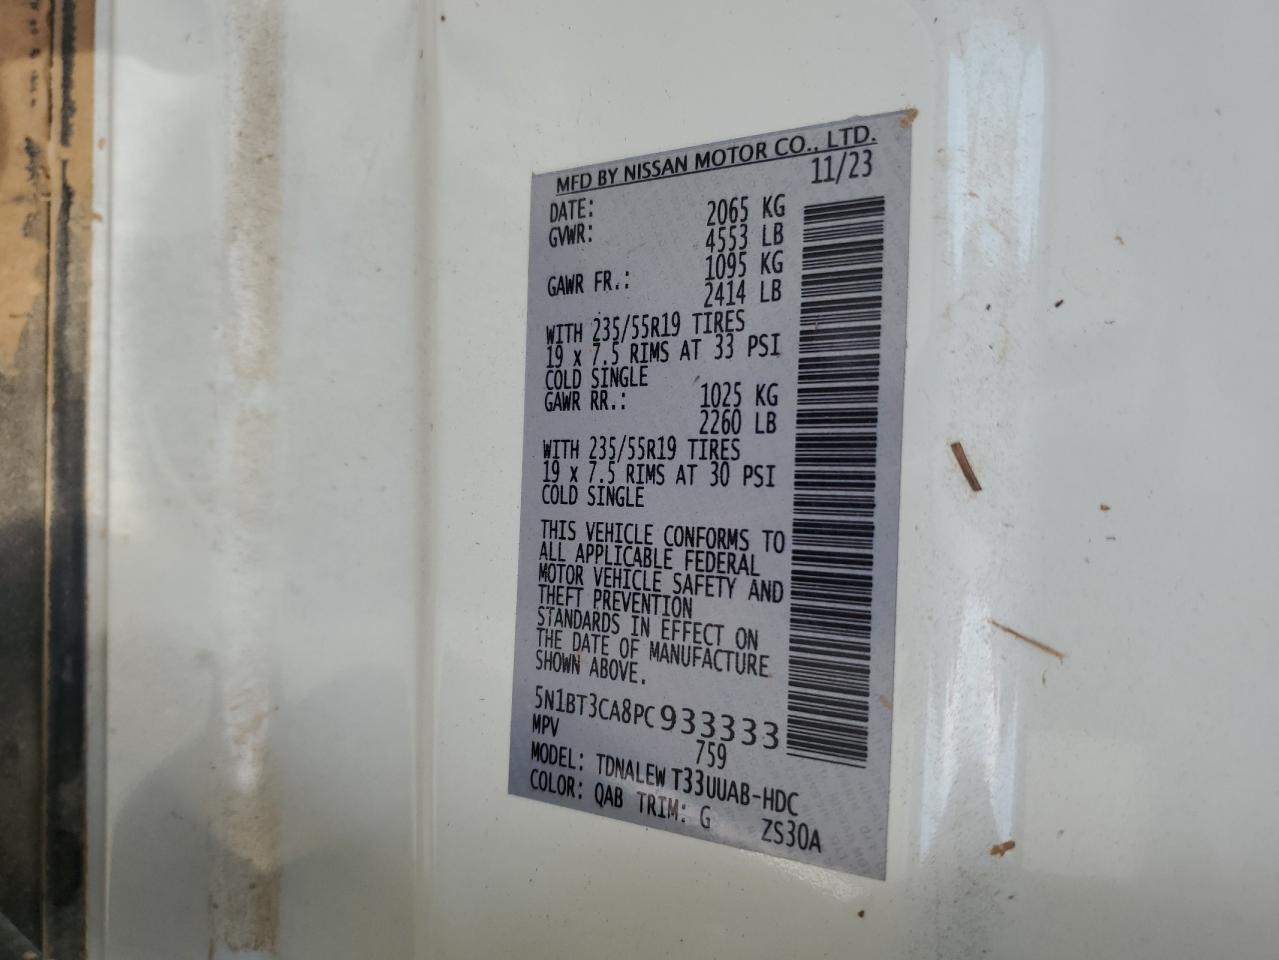 MFD BY NISSAN MOTOR CO., LTD.
DATE: 11/23
GVWR: 2065 KG
4553 LB
GAWR FR.: 1095 KG
2414 LB
WITH 235/55R19 TIRES
19 x 7.5 RIMS AT 33 PSI
COLD SINGLE
GAWR RR.: 1025 KG
2260 LB
WITH 235/55R19 TIRES
19 x 7.5 RIMS AT 30 PSI
COLD SINGLE
THIS VEHICLE CONFORMS TO
ALL APPLICABLE FEDERAL
MOTOR VEHICLE SAFETY AND
THEFT PREVENTION
STANDARDS IN EFFECT ON
THE DATE OF MANUFACTURE
SHOWN ABOVE.
5N1BT3CA8PC933333
MPV 759
MODEL: TDNALEW T33UUAB-HDC
COLOR: QAB TRIM: G ZS30A